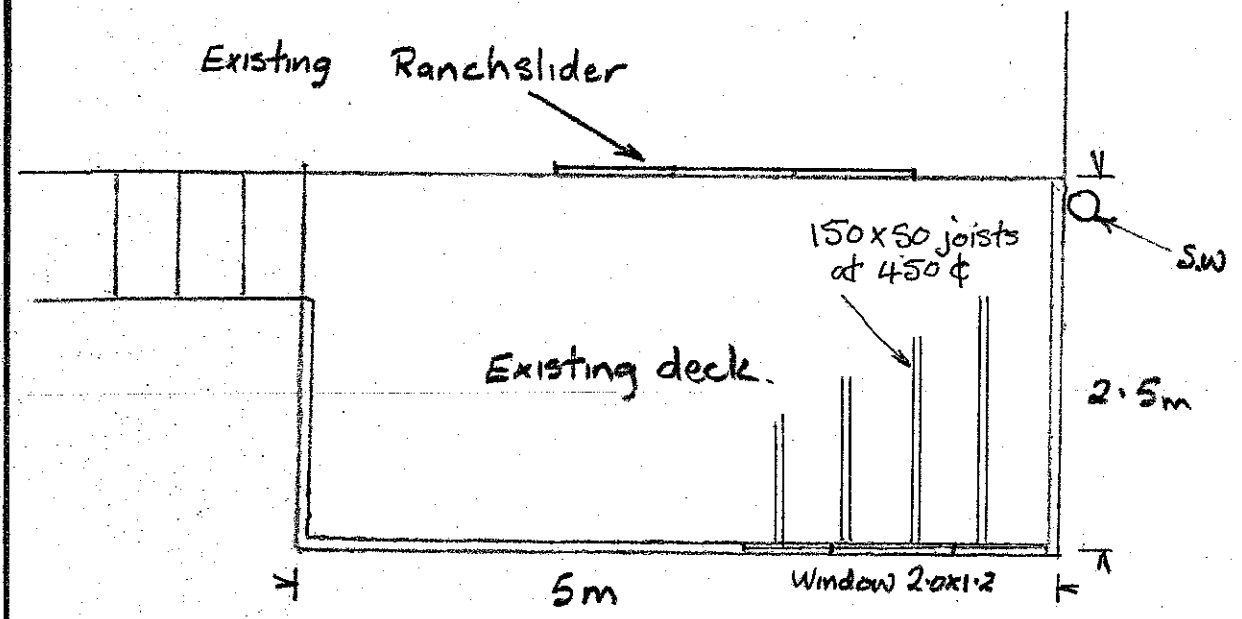 Existing Ranchslider
150x50 joists
at 450 ¢
S.W
Existing deck.
2.5m
5m
Window 2.0x1.2